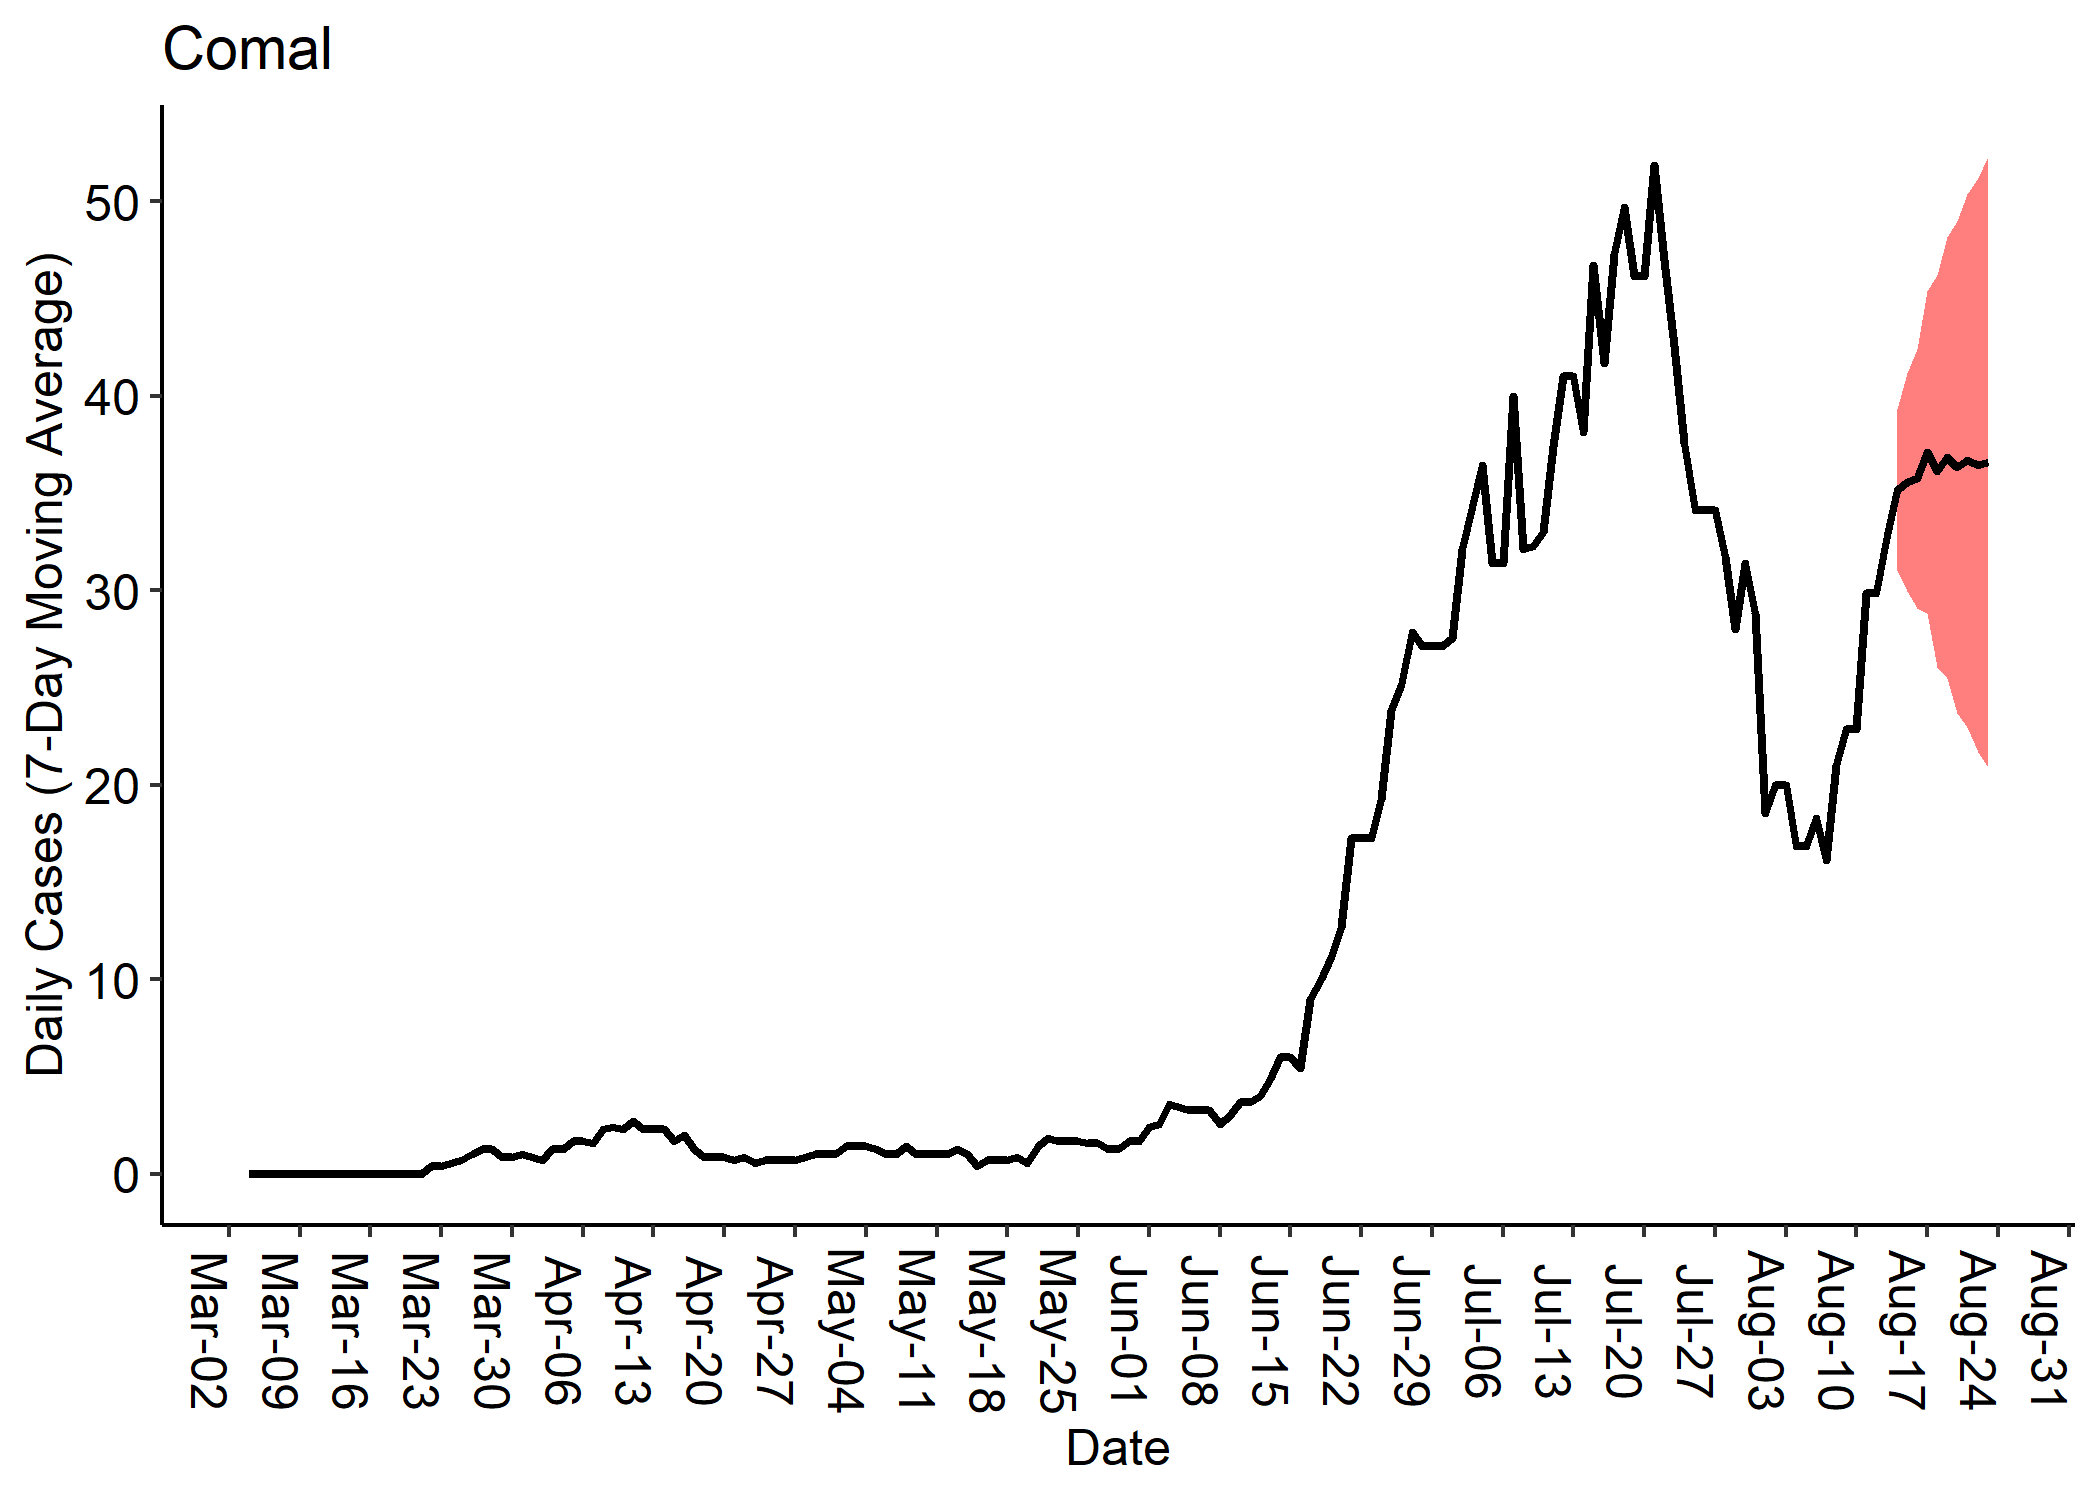 Comal
Daily Cases (7-Day Moving Average)
50
40
30
20
10
0
Mar-02
Mar-09
Mar-16
Mar-23
Mar-30
Apr-06
Apr-13
Apr-20
Apr-27
May-04
May-11
May-18
May-25
Jun-01
Jun-08
Jun-15
Jun-22
Jun-29
Jul-06
Jul-13
Jul-20
Jul-27
Aug-03
Aug-10
Aug-17
Aug-24
Aug-31
Date